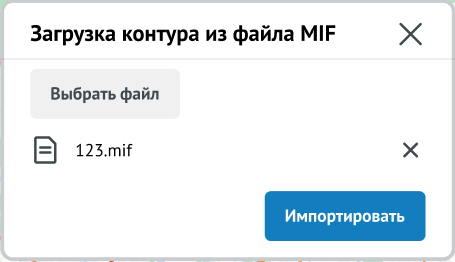 Загрузка контура из файла MIF
Выбрать файл
123.mif
Импортировать